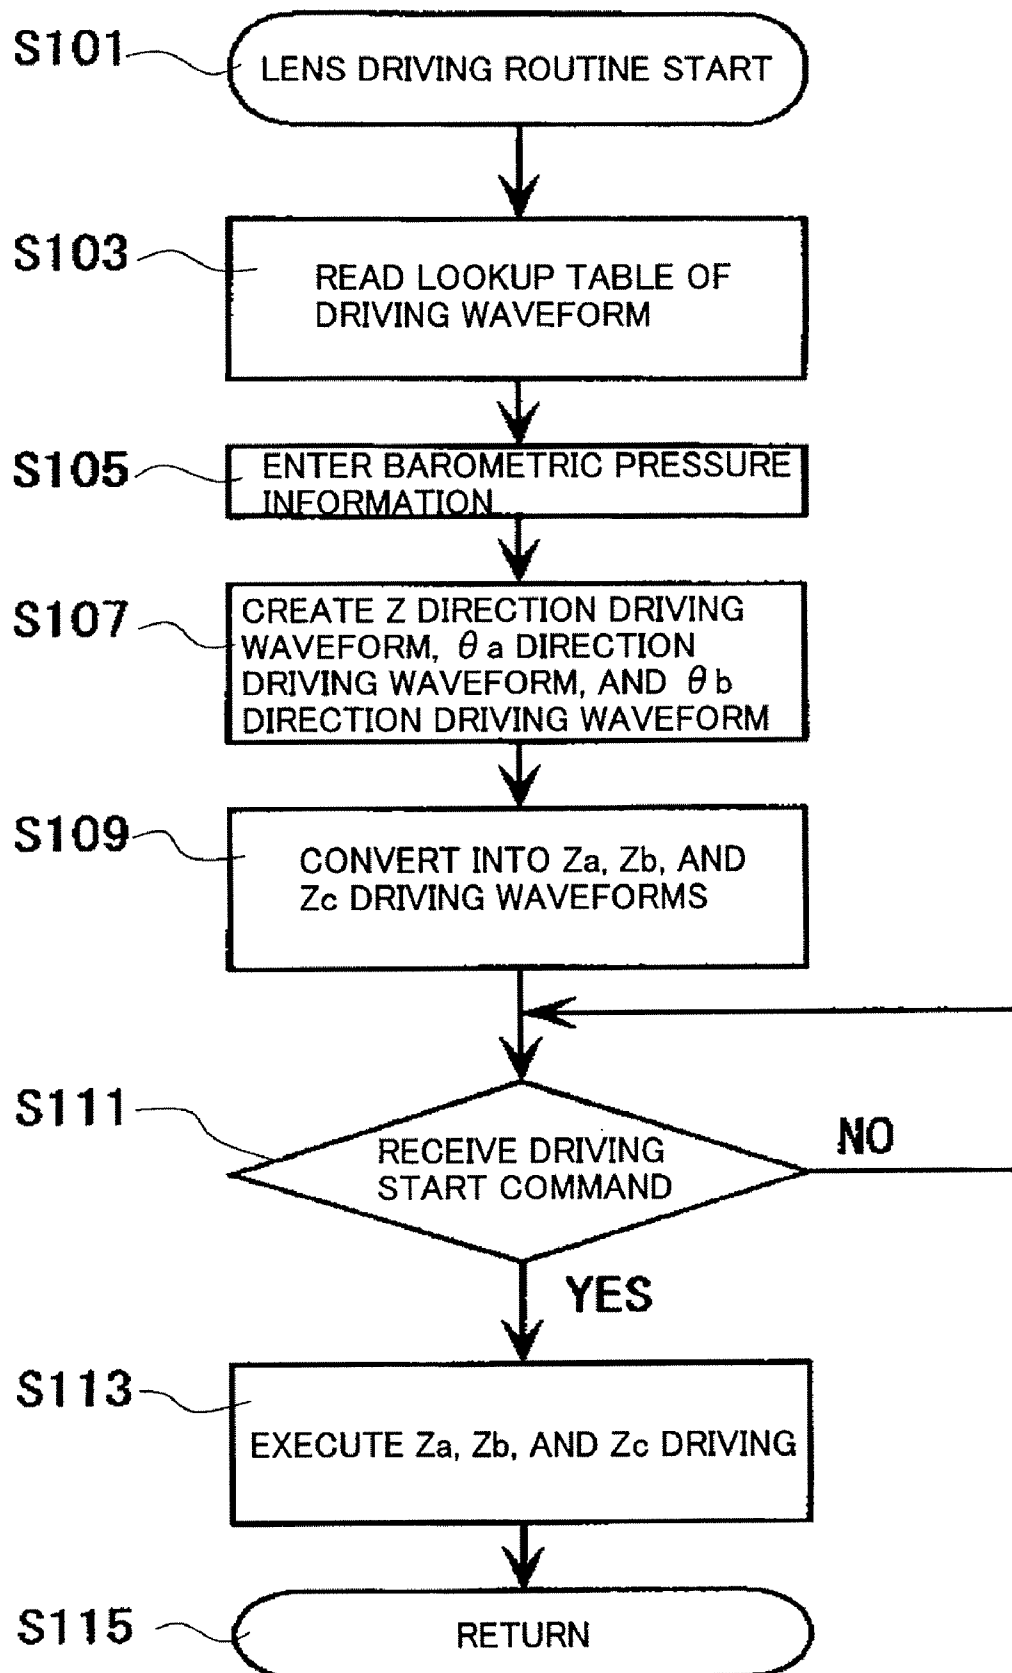 S101
LENS DRIVING ROUTINE START
S103
READ LOOKUP TABLE OF
DRIVING WAVEFORM
S105
ENTER BAROMETRIC PRESSURE
INFORMATION
S107
CREATE Z DIRECTION DRIVING
WAVEFORM, θa DIRECTION
DRIVING WAVEFORM, AND θb
DIRECTION DRIVING WAVEFORM
S109
CONVERT INTO Za, Zb, AND
Zc DRIVING WAVEFORMS
S111
RECEIVE DRIVING
START COMMAND
NO
YES
S113
EXECUTE Za, Zb, AND Zc DRIVING
S115
RETURN